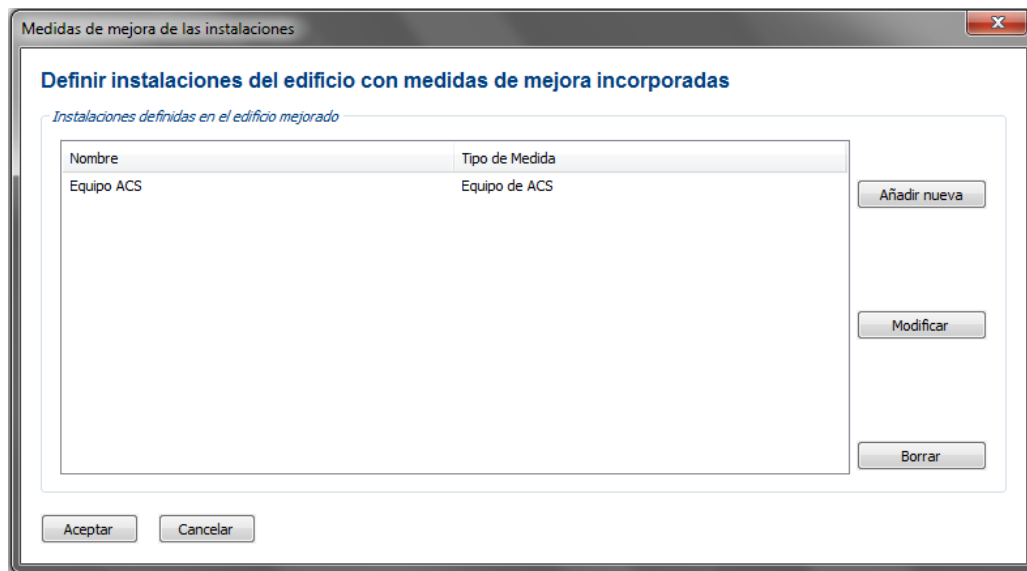 Medidas de mejora de las instalaciones
Definir instalaciones del edificio con medidas de mejora incorporadas
Instalaciones definidas en el edificio mejorado
Nombre Tipo de Medida
Equipo ACS Equipo de ACS
Añadir nueva
Modificar
Borrar
Aceptar Cancelar